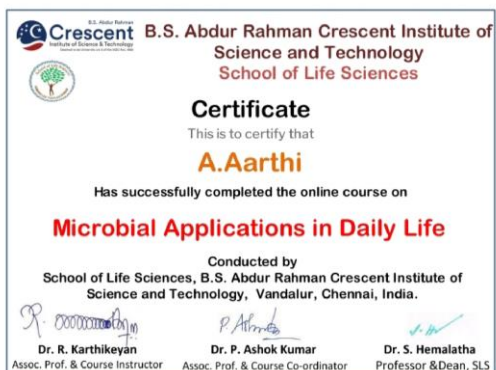 B.S. Abdur Rahman
Crescent
Institute of Science & Technology
B.S. Abdur Rahman Crescent Institute of
Science and Technology
School of Life Sciences
Certificate
This is to certify that
A.Aarthi
Has successfully completed the online course on
Microbial Applications in Daily Life
Conducted by
School of Life Sciences, B.S. Abdur Rahman Crescent Institute of
Science and Technology, Vandalur, Chennai, India.
Dr. R. Karthikeyan
Assoc. Prof. & Course Instructor
Dr. P. Ashok Kumar
Assoc. Prof. & Course Co-ordinator
Dr. S. Hemalatha
Professor &Dean, SLS